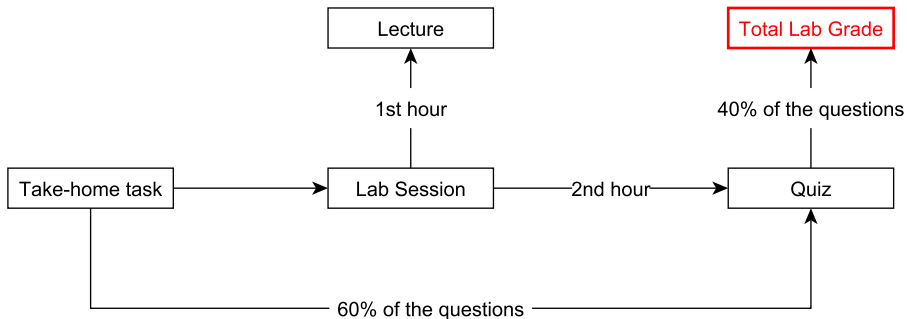 Lecture
Total Lab Grade
1st hour
40% of the questions
Take-home task
Lab Session
2nd hour
Quiz
60% of the questions